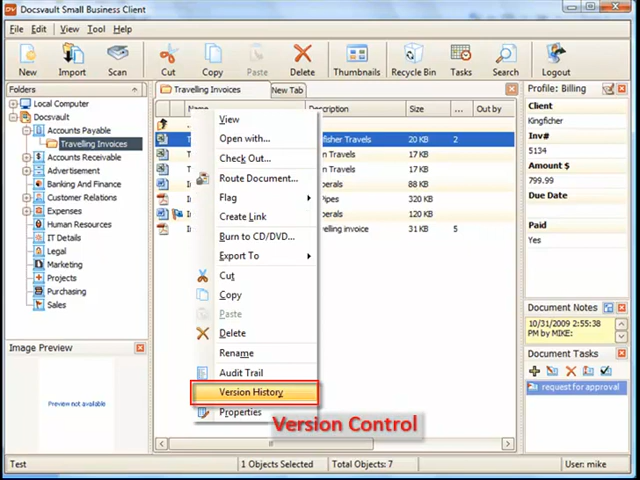 Docsvault Small Business Client
File Edit View Tool Help
New Import Scan Cut Copy Paste Delete Thumbnails Recycle Bin Tasks Search Logout
Folders
Local Computer
Docsvault
Accounts Payable
Travelling Invoices
Accounts Receivable
Advertisement
Banking And Finance
Customer Relations
Expenses
Human Resources
IT Details
Legal
Marketing
Projects
Purchasing
Sales
Image Preview
Preview not available
Travelling Invoices New Tab
Name Description Size ... Out by
fisher Travels 20 KB 2
n Travels 17 KB
n Travels 17 KB
berals 88 KB
Pipes 320 KB
berals 120 KB
velling invoice 31 KB 5
View
Open with...
Check Out...
Route Document...
Flag
Create Link
Burn to CD/DVD...
Export To
Cut
Copy
Paste
Delete
Rename
Audit Trail
Version History
Properties
Version Control
Profile: Billing
Client
Kingfisher
Inv#
5134
Amount $
799.99
Due Date
Paid
Yes
Document Notes
10/31/2009 2:55:38
PM by MIKE:
Document Tasks
request for approval
Test 1 Objects Selected Total Objects: 7 User: mike